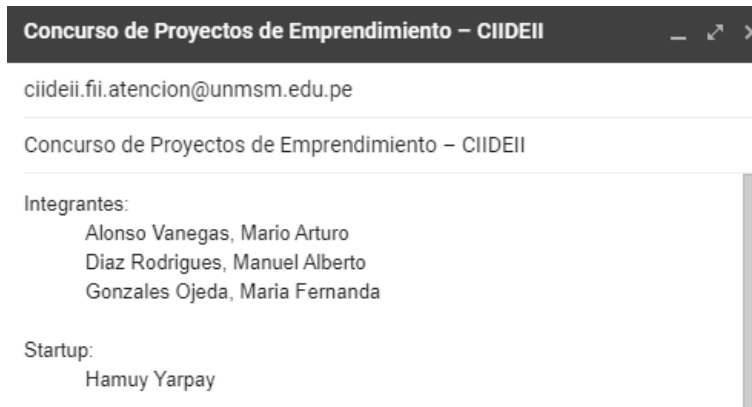 Concurso de Proyectos de Emprendimiento – CIIDEII
ciideii.fii.atencion@unmsm.edu.pe
Concurso de Proyectos de Emprendimiento – CIIDEII
Integrantes:
Alonso Vanegas, Mario Arturo
Diaz Rodrigues, Manuel Alberto
Gonzales Ojeda, Maria Fernanda
Startup:
Hamuy Yarpay